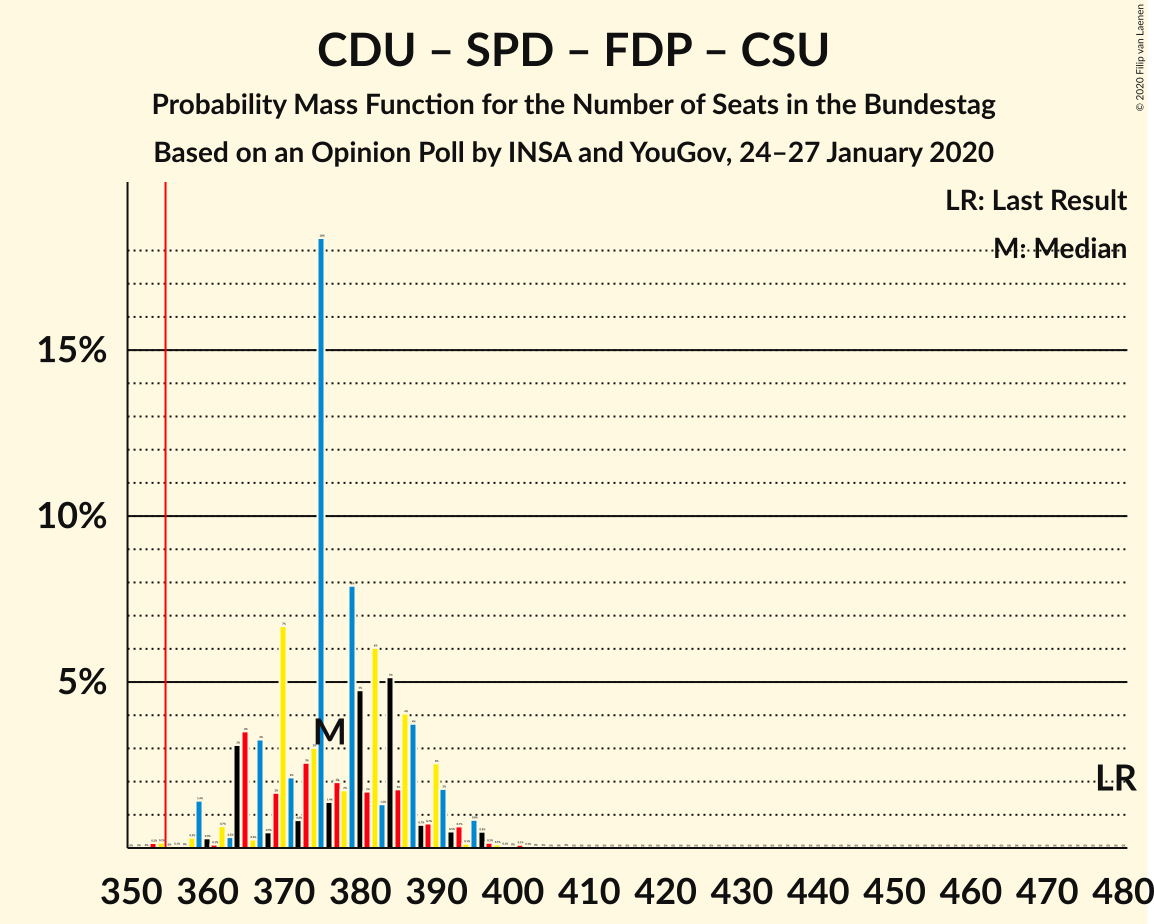 CDU – SPD – FDP – CSU
Probability Mass Function for the Number of Seats in the Bundestag
Based on an Opinion Poll by INSA and YouGov, 24–27 January 2020
© 2020 Filip van Laenen
LR: Last Result
M: Median
15%
10%
5%
M
LR
350 360 370 380 390 400 410 420 430 440 450 460 470 480